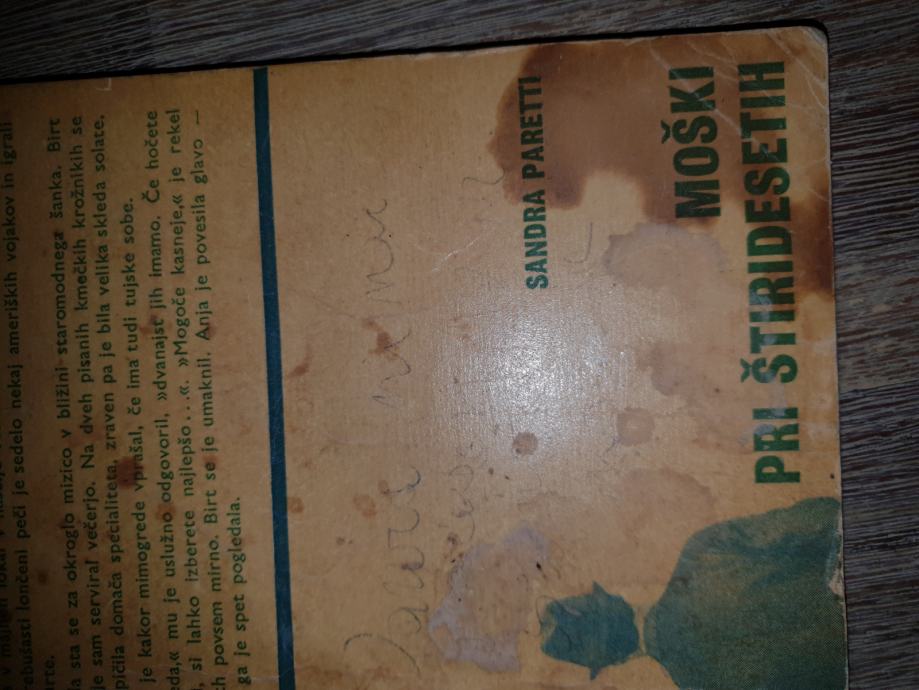 v majhn
ebušasti lončeni peči je sedelo nekaj ameriških vojakov in igrali
rte.
a sta se za okroglo mizico v bližini staromodnega šanka. Birt
e sam serviral večerjo. Na dveh pisanih kmečkih krožnikih se
pičila domača specialiteta, zraven pa je bila velika skleda solate.
je kakor mimogrede vprašal, če ima tudi tujske sobe.
eda,« mu je uslužno odgovoril, »dvanajst jih imamo. Če hočete
, si lahko izberete najlepšo...«. »Mogoče kasneje,« je rekel
h povsem mirno. Birt se je umaknil. Anja je povesila glavo —
ga je spet pogledala.
SANDRA PARETTI
MOŠKI
PRI ŠTIRIDESETIH